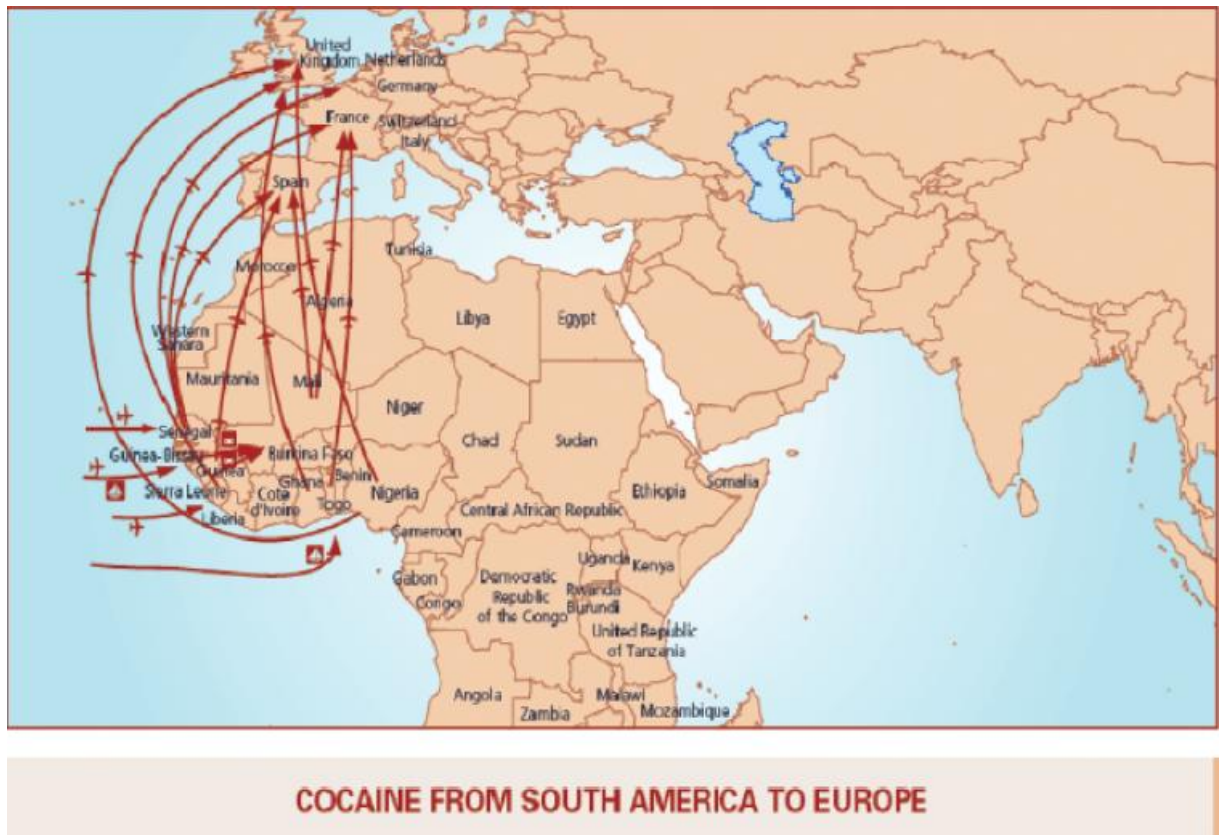 United
Kingdom
Netherlands
Germany
France
Switzerland
Italy
Spain
Tunisia
Morocco
Algeria
Libya
Egypt
Western
Sahara
Mauritania
Mali
Niger
Chad
Sudan
Senegal
Guinea-Bissau
Guinea
Burkina Faso
Ghana
Benin
Nigeria
Sierra Leone
Cote
d'Ivoire
Togo
Liberia
Ethiopia
Somalia
Central African Republic
Cameroon
Uganda
Kenya
Gabon
Congo
Democratic
Republic
of the Congo
Rwanda
Burundi
United Republic
of Tanzania
Angola
Zambia
Malawi
Mozambique
COCAINE FROM SOUTH AMERICA TO EUROPE